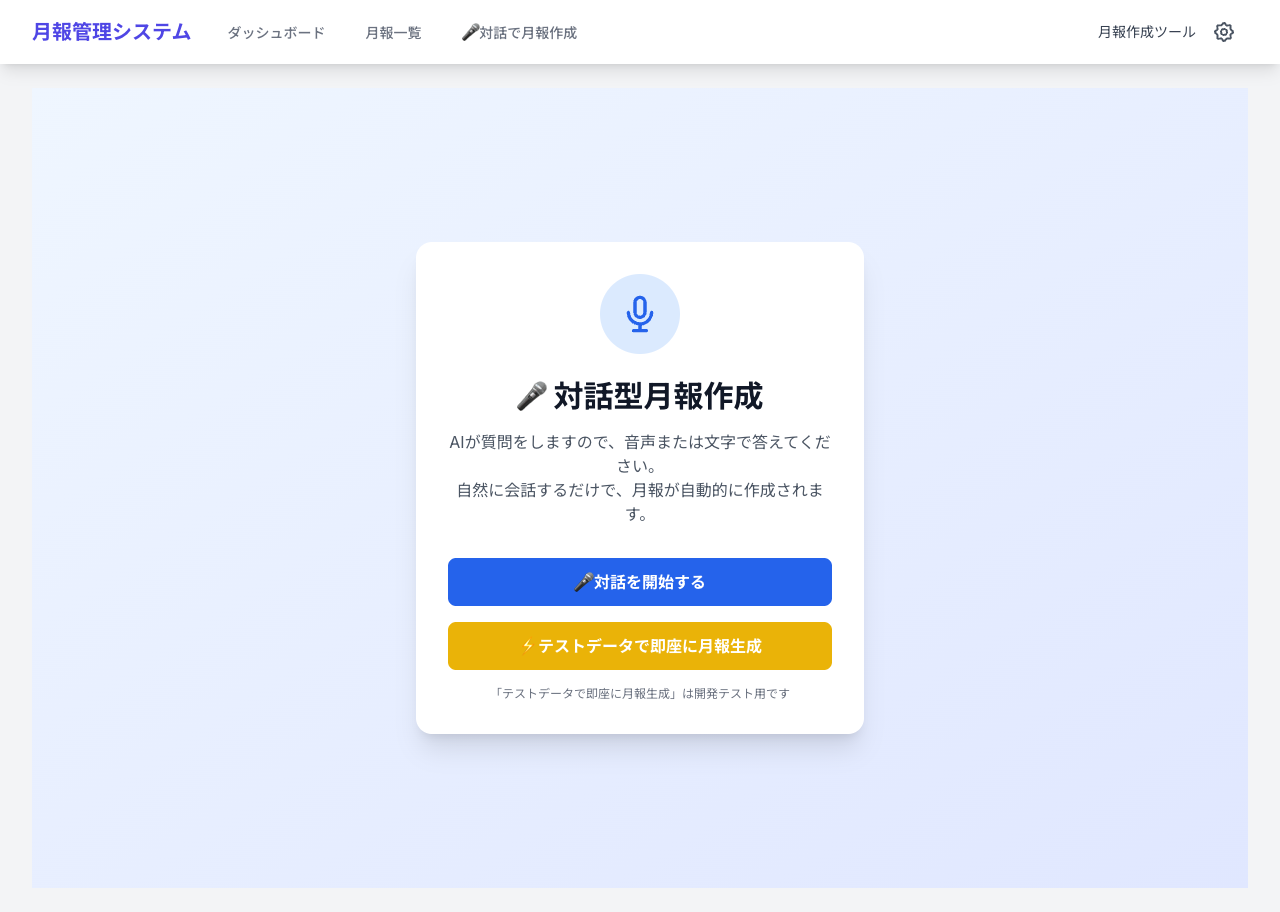 月報管理システム
ダッシュボード
月報一覧
🎤対話で月報作成
月報作成ツール
🎤 対話型月報作成
AIが質問をしますので、音声または文字で答えてくだ
さい。
自然に会話するだけで、月報が自動的に作成されま
す。
🎤対話を開始する
⚡テストデータで即座に月報生成
「テストデータで即座に月報生成」は開発テスト用です